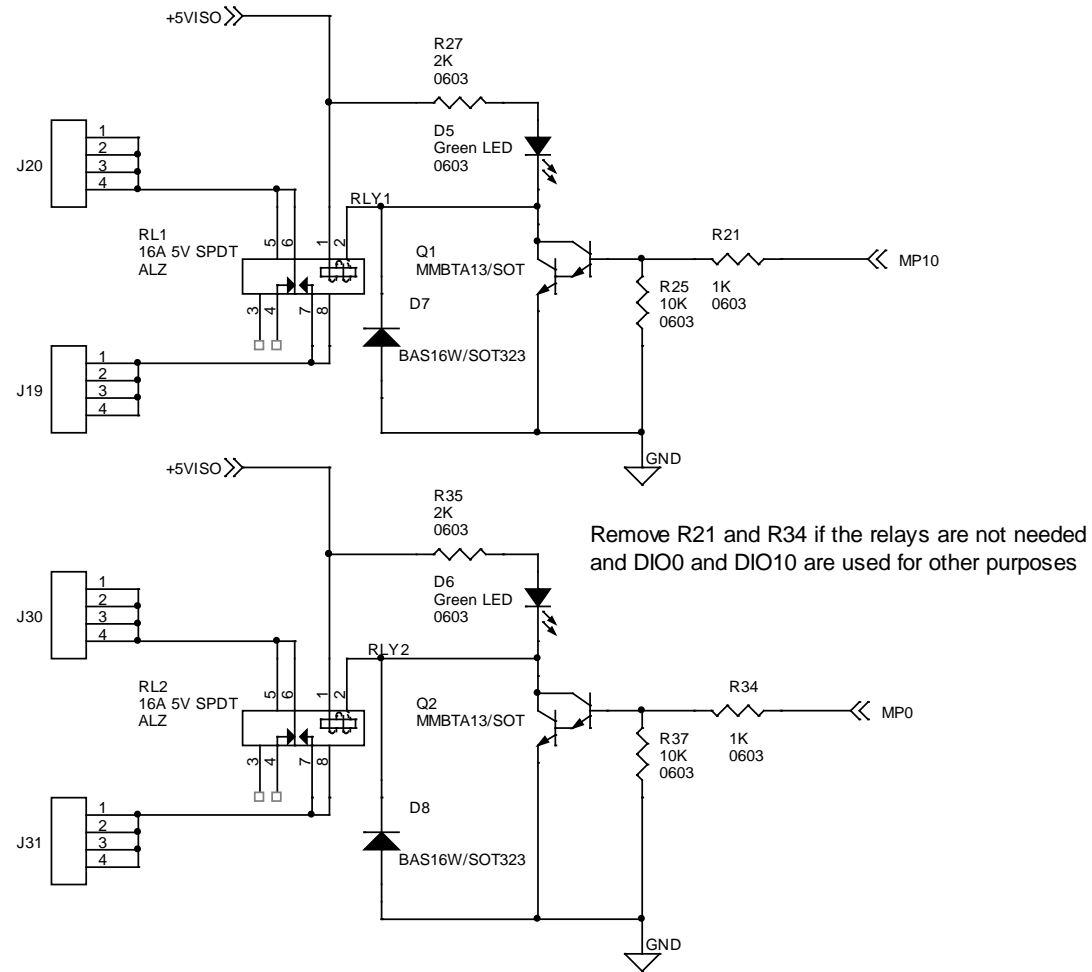 +5VISO
R27
2K
0603
D5
Green LED
0603
J20
1
2
3
4
RLY1
RL1
16A 5V SPDT
ALZ
5
6
1
2
3
4
7
8
Q1
MMBTA13/SOT
D7
BAS16W/SOT323
R21
1K
0603
MP10
R25
10K
0603
J19
1
2
3
4
GND
+5VISO
R35
2K
0603
Remove R21 and R34 if the relays are not needed
and DIO0 and DIO10 are used for other purposes
D6
Green LED
0603
J30
1
2
3
4
RLY2
RL2
16A 5V SPDT
ALZ
5
6
1
2
3
4
7
8
Q2
MMBTA13/SOT
D8
BAS16W/SOT323
R34
1K
0603
MP0
R37
10K
0603
J31
1
2
3
4
GND